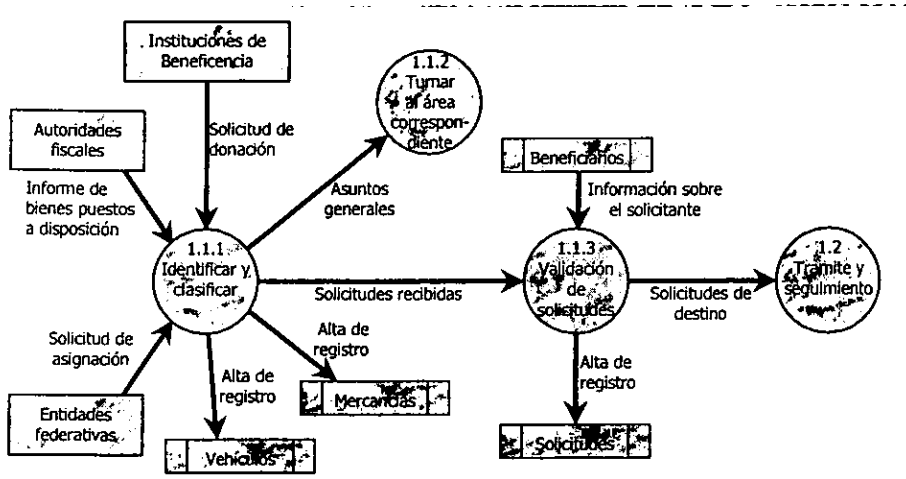 Instituciones de
Beneficencia
1.1.2
Turnar
al área
correspon-
diente
Autoridades
fiscales
Solicitud de
donación
Beneficiarios
Informe de
bienes puestos
a disposición
Asuntos
generales
Información sobre
el solicitante
1.1.1
Identificar y
clasificar
1.1.3
Validación
de
solicitudes
1.2
Tramite y
seguimiento
Solicitudes recibidas
Solicitudes de
destino
Solicitud de
asignación
Alta de
registro
Alta de
registro
Alta de
registro
Mercancías
Entidades
federativas
Vehículos
Solicitudes